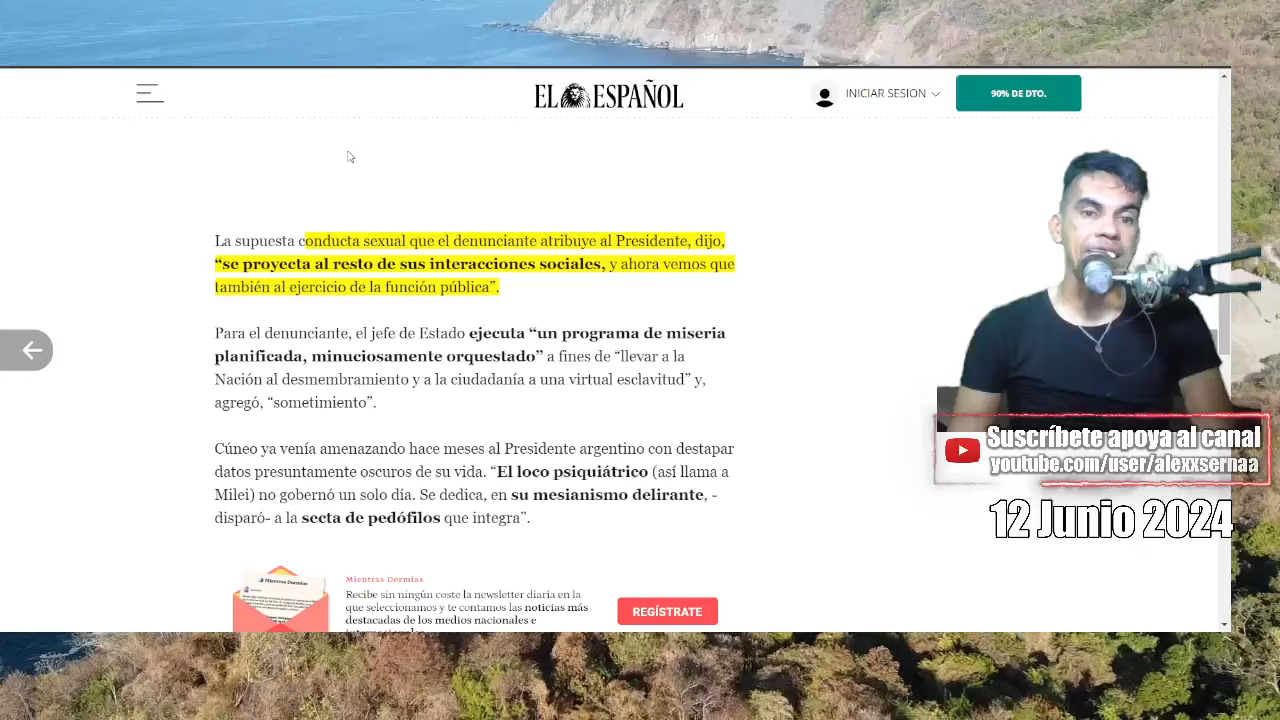 EL ESPAÑOL
INICIAR SESION
90% DE DTO.
La supuesta conducta sexual que el denunciante atribuye al Presidente, dijo,
“se proyecta al resto de sus interacciones sociales, y ahora vemos que
también al ejercicio de la función pública”.
Para el denunciante, el jefe de Estado ejecuta “un programa de miseria
planificada, minuciosamente orquestado” a fines de “llevar a la
Nación al desmembramiento y a la ciudadanía a una virtual esclavitud” y,
agregó, “sometimiento”.
Cúneo ya venía amenazando hace meses al Presidente argentino con destapar
datos presuntamente oscuros de su vida. “El loco psiquiátrico (así llama a
Milei) no gobernó un solo día. Se dedica, en su mesianismo delirante, -
disparó- a la secta de pedófilos que integra”.
Mientras Dormías
Mientras Dormías
Recibe sin ningún coste la newsletter diaria en la
que seleccionamos y te contamos las noticias más
destacadas de los medios nacionales e
REGÍSTRATE
Suscríbete apoya al canal
youtube.com/user/alexxsernaa
12 Junio 2024